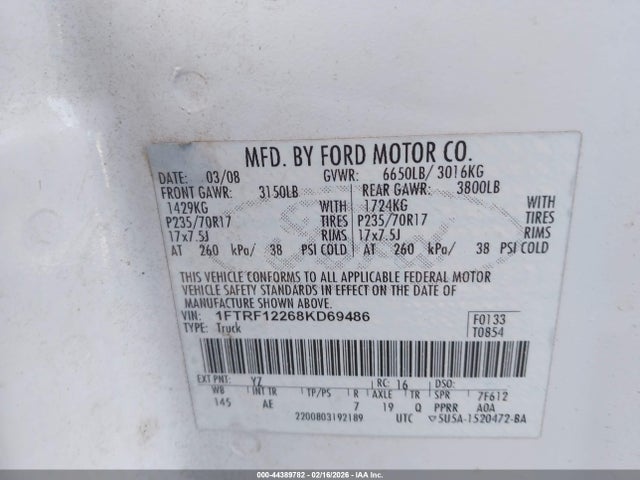 MFD. BY FORD MOTOR CO.
DATE: 03/08 GVWR: 6650LB/ 3016KG
FRONT GAWR: 3150LB REAR GAWR: 3800LB
1429KG WITH 1724KG WITH
P235/70R17 TIRES P235/70R17 TIRES
17x7.5J RIMS 17x7.5J RIMS
AT 260 kPa/ 38 PSI COLD AT 260 kPa/ 38 PSI COLD
THIS VEHICLE CONFORMS TO ALL APPLICABLE FEDERAL MOTOR
VEHICLE SAFETY STANDARDS IN EFFECT ON THE DATE OF
MANUFACTURE SHOWN ABOVE.
VIN: 1FTRF12268KD69486 F0133
TYPE: Truck T0854
EXT PNT: YZ RC: 16 DSO:
WB INT TR TP/PS R AXLE TR SPR 7F612
145 AE 7 19 Q PPRR A0A
2200803192189 UTC 5U5A-1520472-BA
000-44389782 - 02/16/2026 - IAA Inc.